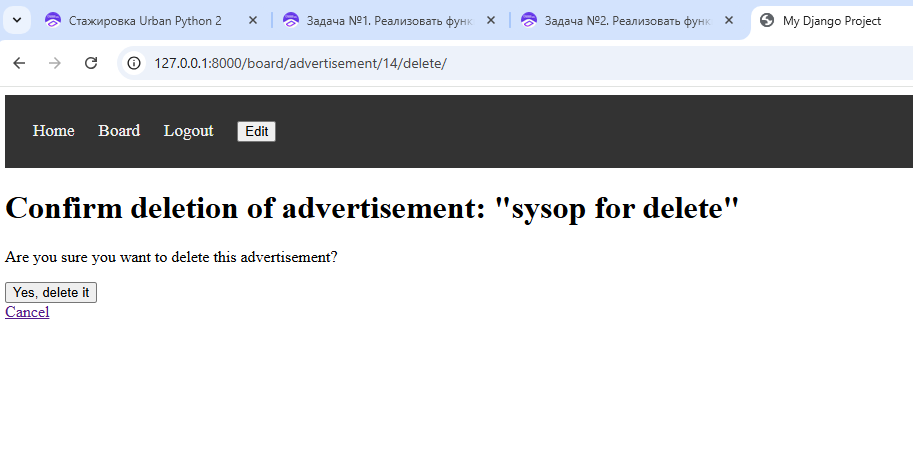 Стажировка Urban Python 2
Задача №1. Реализовать функ
Задача №2. Реализовать функ
My Django Project
127.0.0.1:8000/board/advertisement/14/delete/
Home Board Logout Edit
Confirm deletion of advertisement: "sysop for delete"
Are you sure you want to delete this advertisement?
Yes, delete it
Cancel